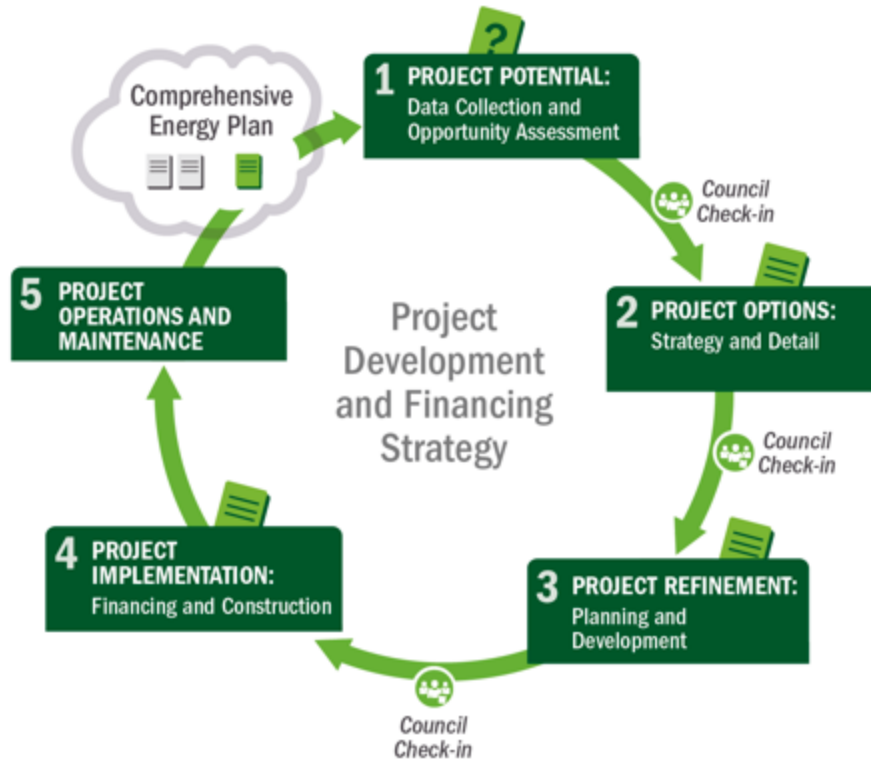 Comprehensive
Energy Plan
?
1 PROJECT POTENTIAL:
Data Collection and
Opportunity Assessment
Council
Check-in
2 PROJECT OPTIONS:
Strategy and Detail
Council
Check-in
3 PROJECT REFINEMENT:
Planning and
Development
Council
Check-in
4 PROJECT
IMPLEMENTATION:
Financing and Construction
5 PROJECT
OPERATIONS AND
MAINTENANCE
Project
Development
and Financing
Strategy